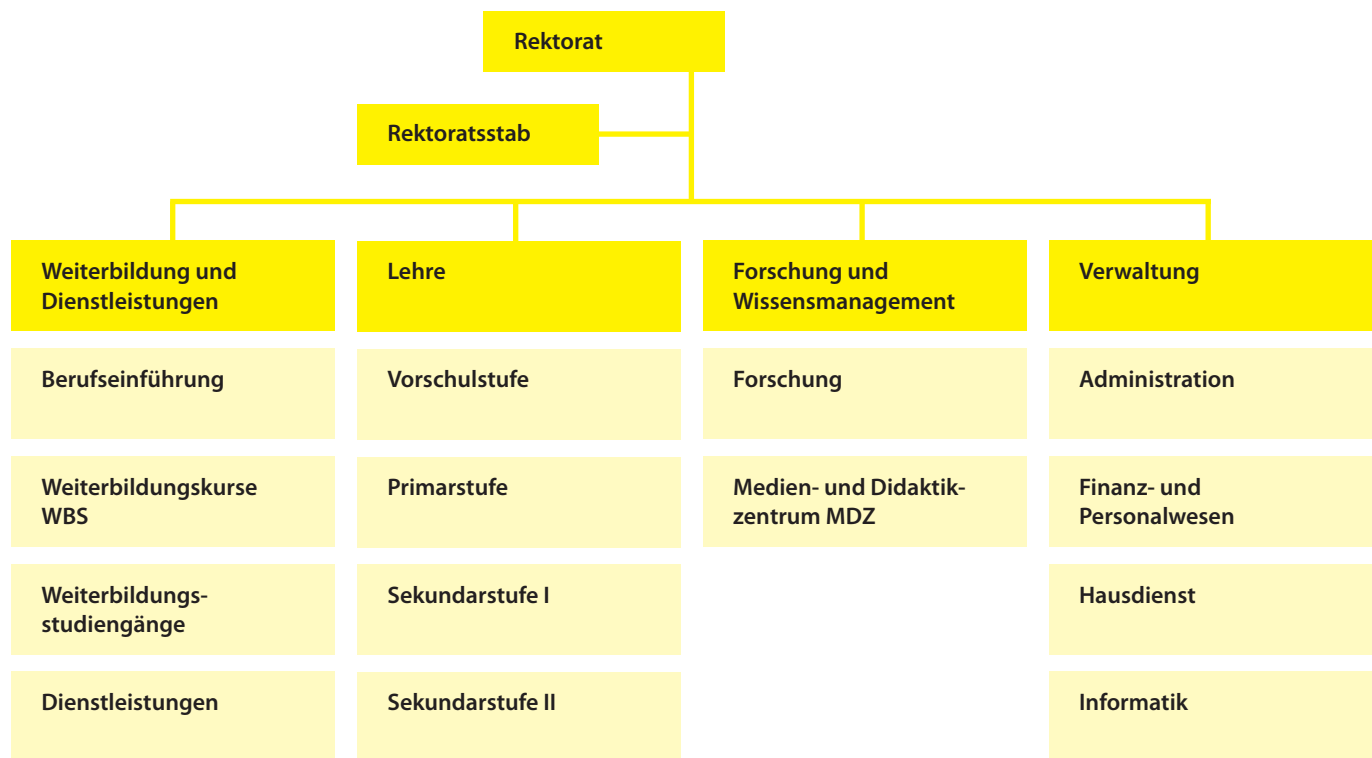 Rektorat
Rektoratsstab
Weiterbildung und
Dienstleistungen
Berufseinführung
Weiterbildungskurse
WBS
Weiterbildungs-
studiengänge
Dienstleistungen
Lehre
Vorschulstufe
Primarstufe
Sekundarstufe I
Sekundarstufe II
Forschung und
Wissensmanagement
Forschung
Medien- und Didaktik-
zentrum MDZ
Verwaltung
Administration
Finanz- und
Personalwesen
Hausdienst
Informatik